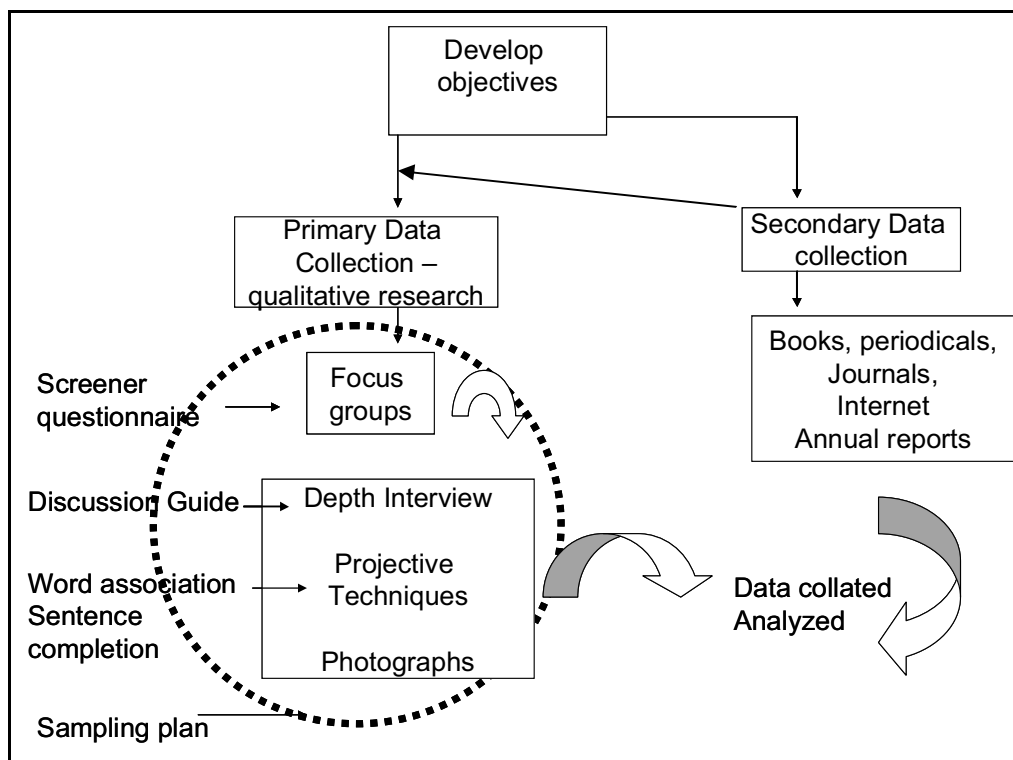 Develop
objectives
Primary Data
Collection –
qualitative research
Secondary Data
collection
Books, periodicals,
Journals,
Internet
Annual reports
Focus
groups
Screener
questionnaire
Discussion Guide
Depth Interview
Word association
Sentence
completion
Projective
Techniques
Photographs
Sampling plan
Data collated
Analyzed